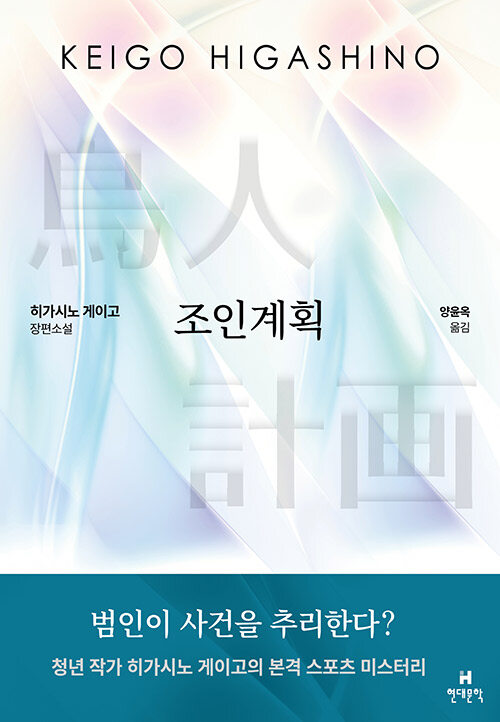 KEIGO HIGASHINO
鳥人
히가시노 게이고
장편소설
조인계획
양윤옥
옮김
計画
범인이 사건을 추리한다?
청년 작가 히가시노 게이고의 본격 스포츠 미스터리
H
현대문학